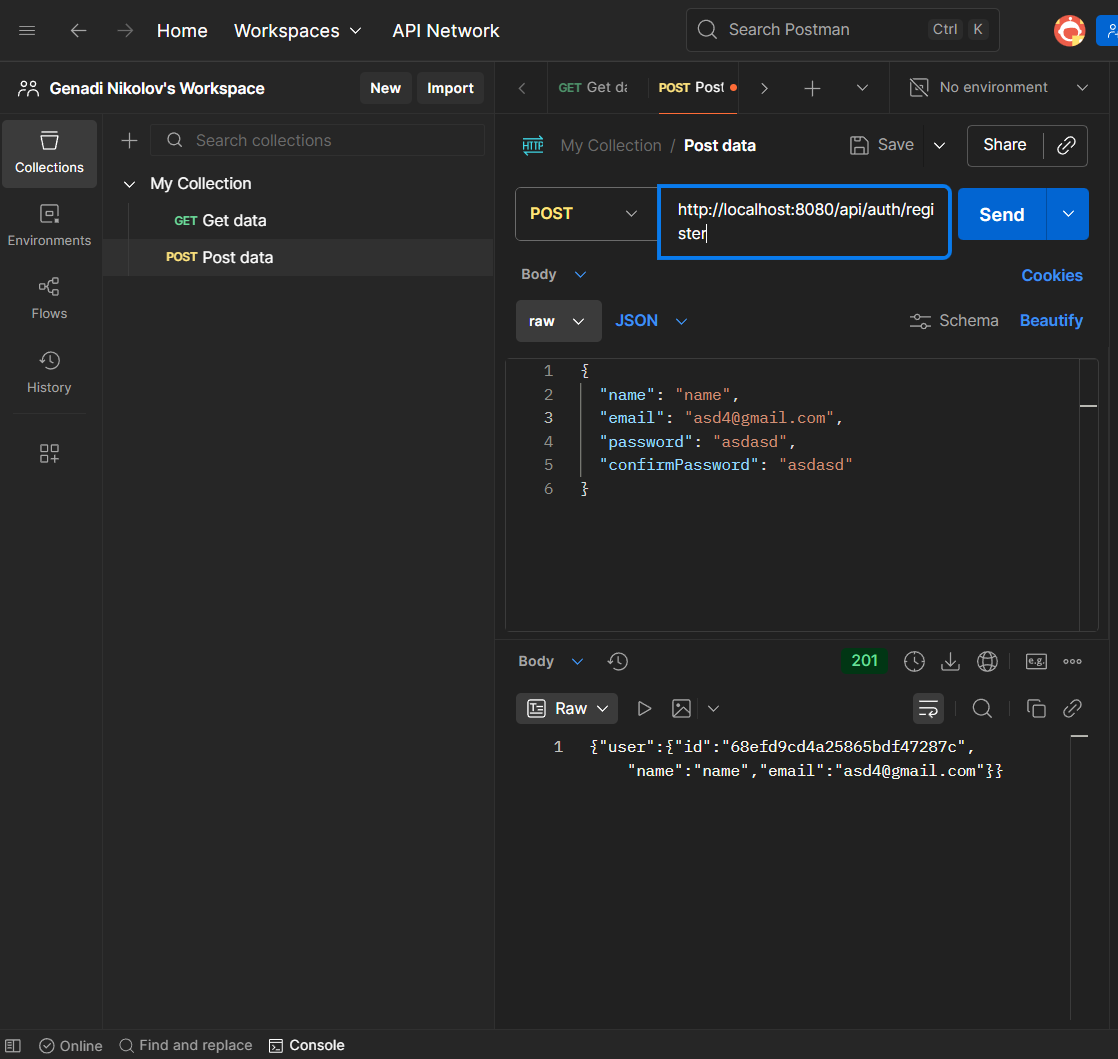 Home Workspaces API Network Search Postman Ctrl K
Genadi Nikolov's Workspace New Import
GET Get da POST Post No environment
Collections
Environments
Flows
History
Search collections
My Collection
GET Get data
POST Post data
HTTP My Collection / Post data Save Share
POST http://localhost:8080/api/auth/regi
ster
Send
Body Cookies
raw JSON Schema Beautify
1 {
2 "name": "name",
3 "email": "asd4@gmail.com",
4 "password": "asdasd",
5 "confirmPassword": "asdasd"
6 }
Body 201 e.g.
Raw
1 {"user":{"id":"68efd9cd4a25865bdf47287c",
"name":"name","email":"asd4@gmail.com"}}
Online Find and replace Console